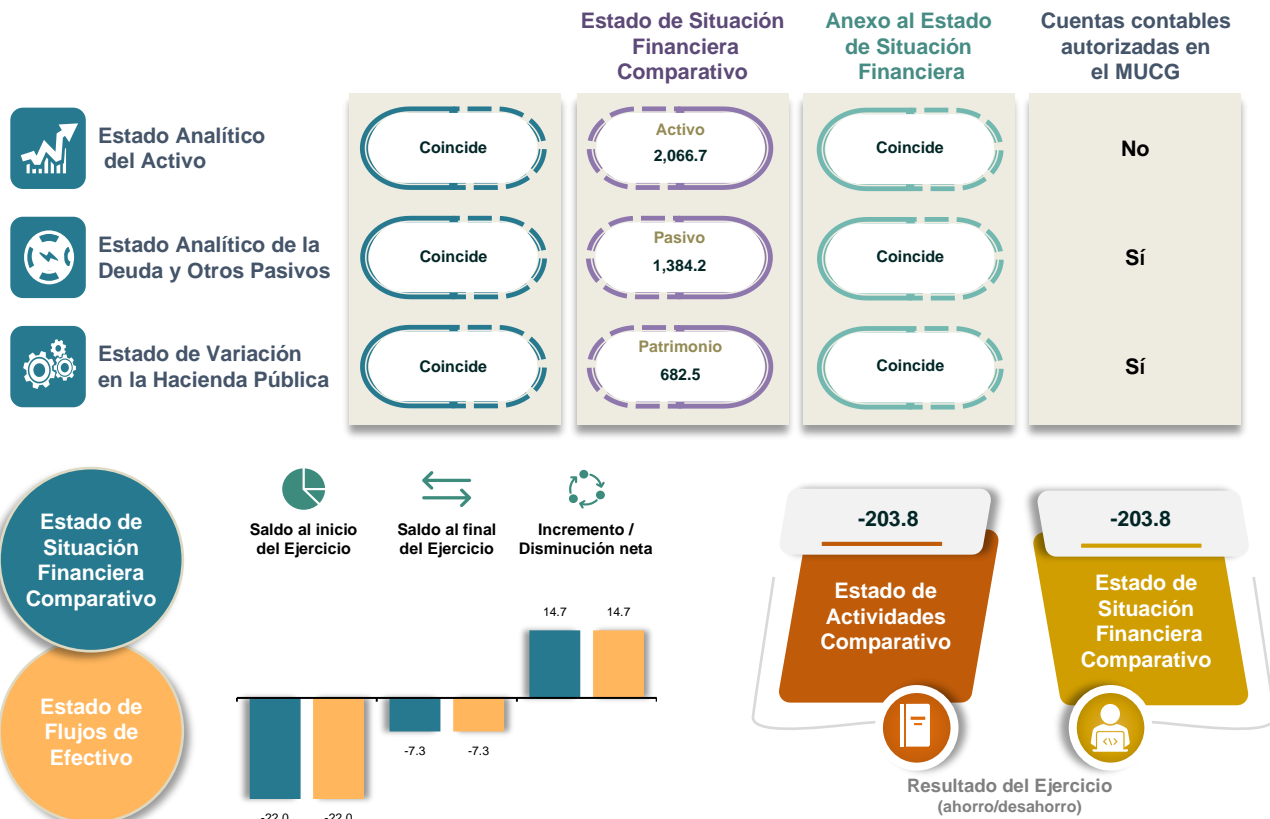 Estado de Situación
Financiera
Comparativo
Anexo al Estado
de Situación
Financiera
Cuentas contables
autorizadas en
el MUCG
Estado Analítico
del Activo
Coincide
Activo
2,066.7
Coincide
No
Estado Analítico de la
Deuda y Otros Pasivos
Coincide
Pasivo
1,384.2
Coincide
Sí
Estado de Variación
en la Hacienda Pública
Coincide
Patrimonio
682.5
Coincide
Sí
Estado de
Situación
Financiera
Comparativo
Estado de
Flujos de
Efectivo
Saldo al inicio
del Ejercicio
Saldo al final
del Ejercicio
Incremento /
Disminución neta
14.7
14.7
-7.3
-7.3
-22.0
-22.0
-203.8
Estado de
Actividades
Comparativo
-203.8
Estado de
Situación
Financiera
Comparativo
Resultado del Ejercicio
(ahorro/desahorro)